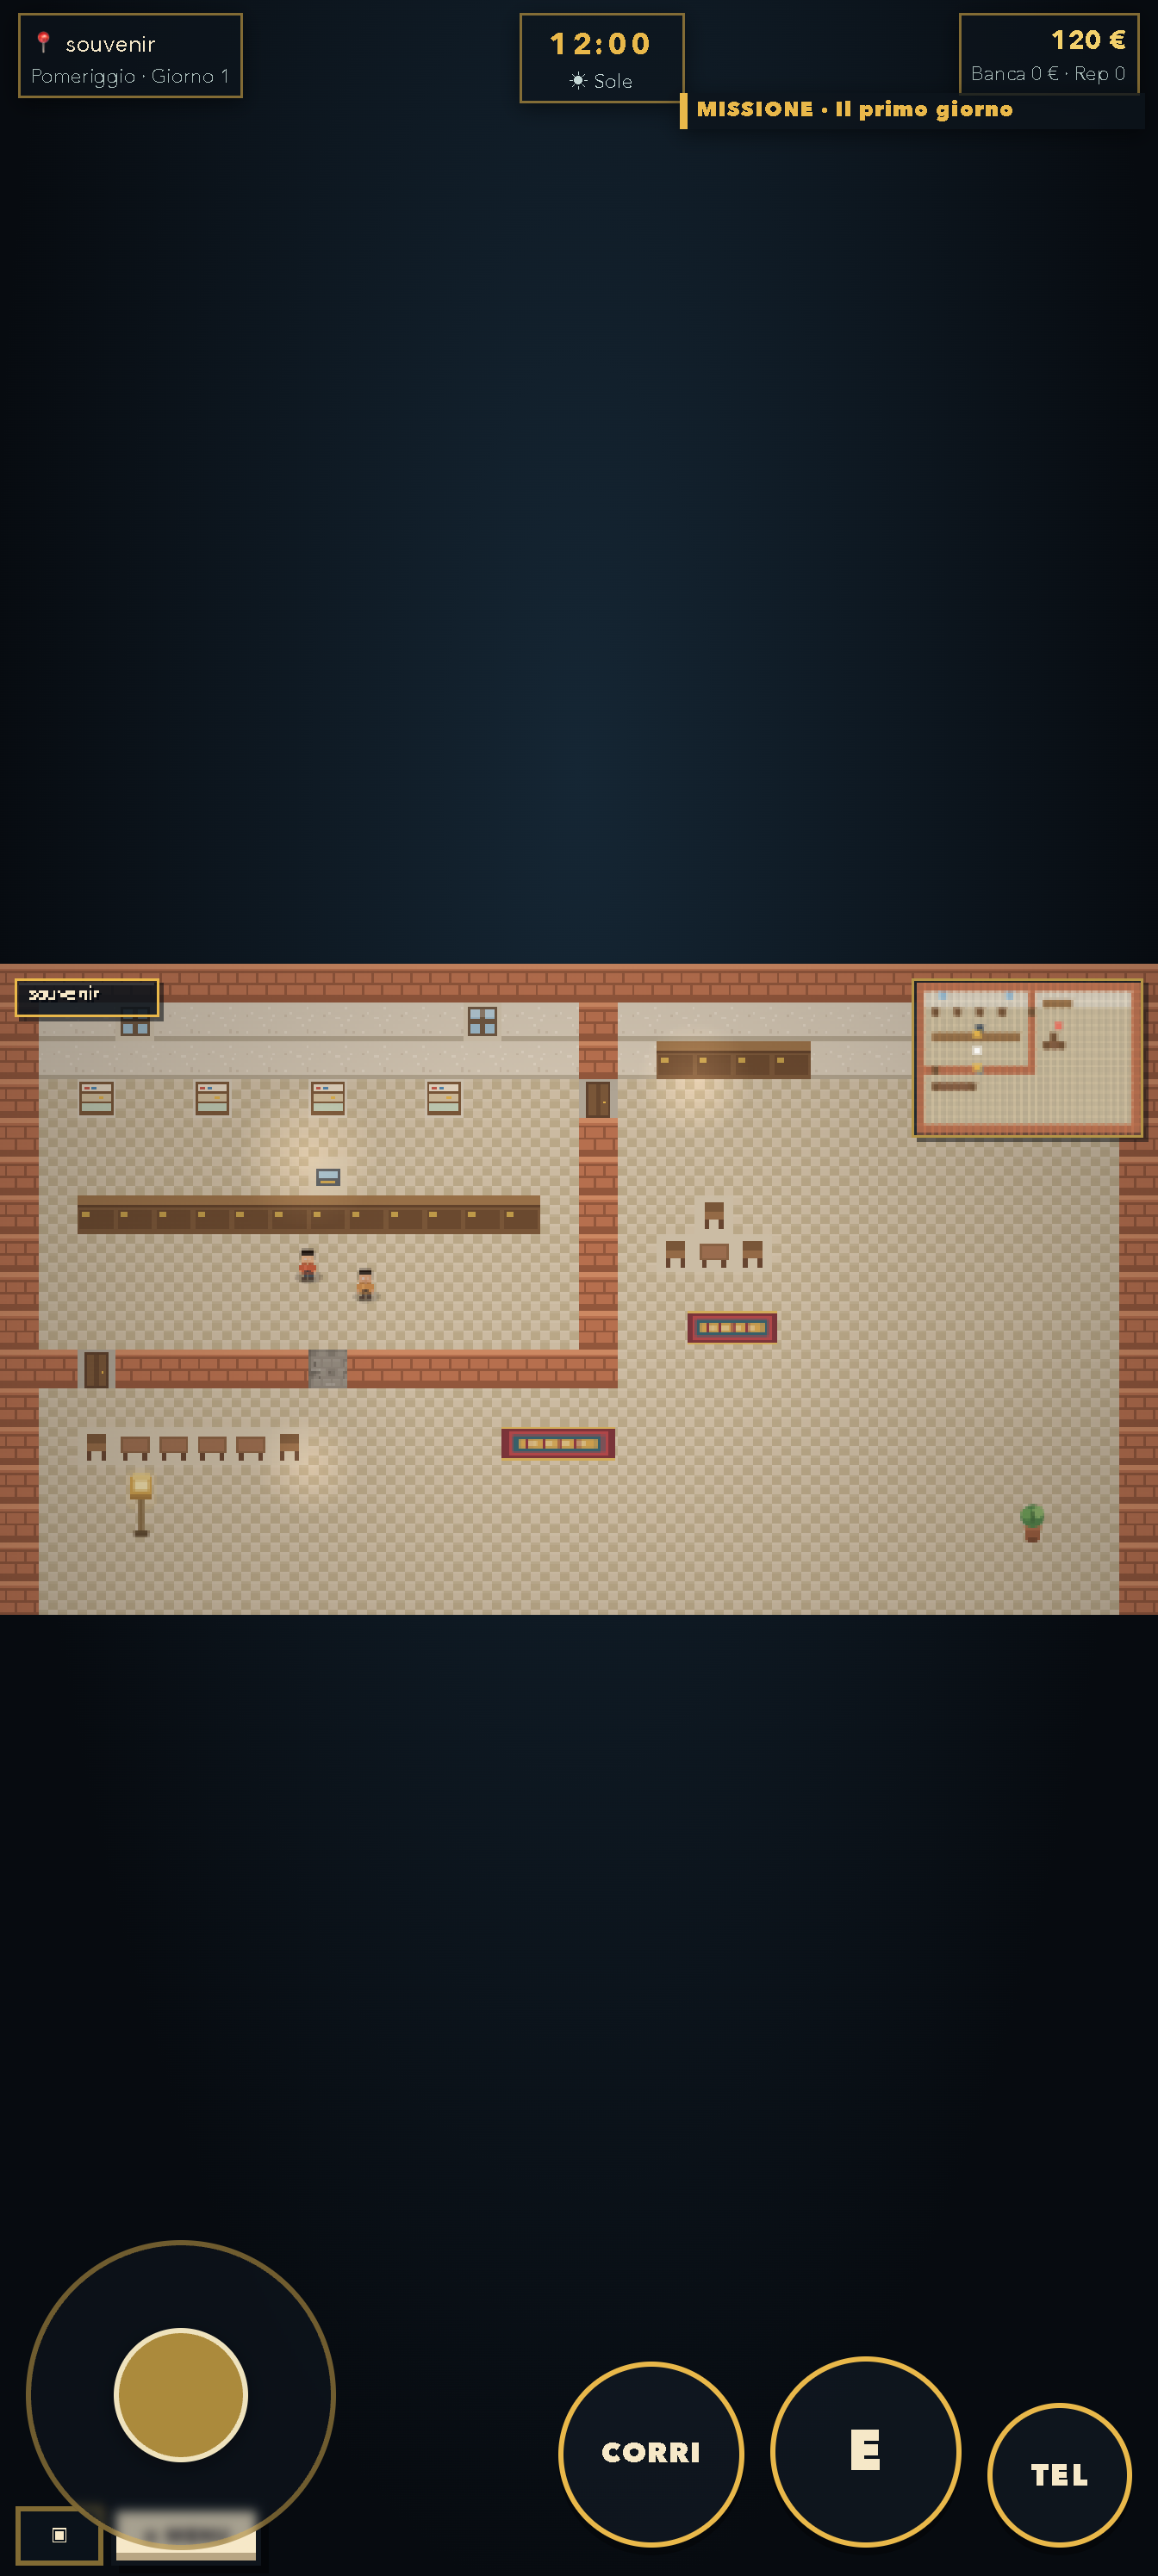 souvenir
Pomeriggio · Giorno 1
12:00
Sole
120 €
Banca 0 € · Rep 0
MISSIONE · Il primo giorno
souvenir
CORRI
E
TEL